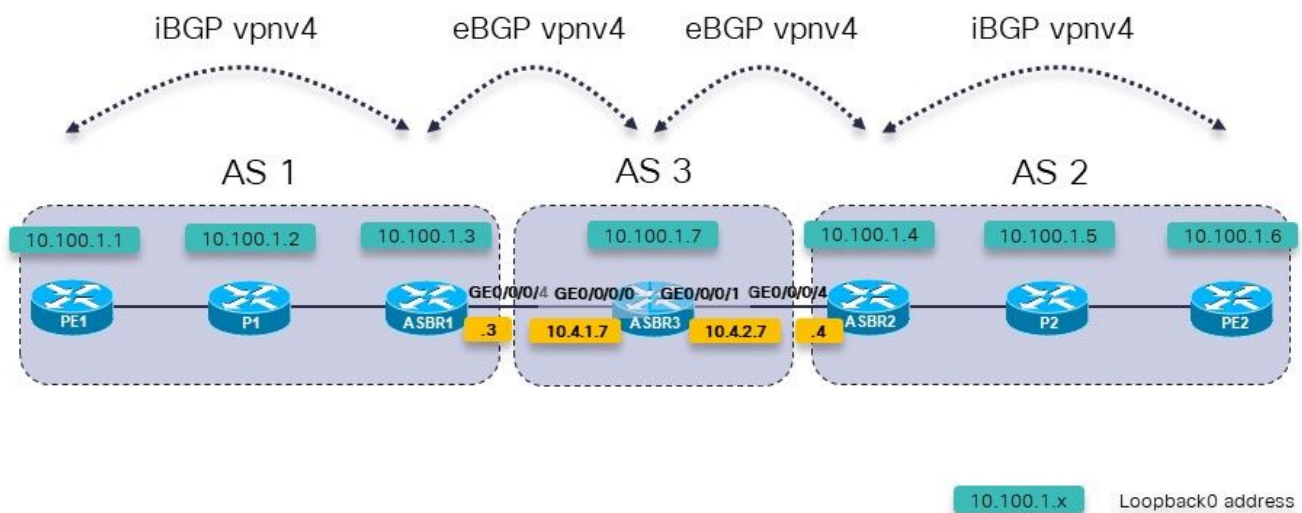 iBGP vpnv4 eBGP vpnv4 eBGP vpnv4 iBGP vpnv4
AS 1 AS 3 AS 2
10.100.1.1 10.100.1.2 10.100.1.3 10.100.1.7 10.100.1.4 10.100.1.5 10.100.1.6
GE0/0/0/4 GE0/0/0/0 GE0/0/0/1 GE0/0/0/4
PE1 P1 ASBR1 ASBR3 ASBR2 P2 PE2
.3 10.4.1.7 10.4.2.7 .4
10.100.1.x Loopback0 address